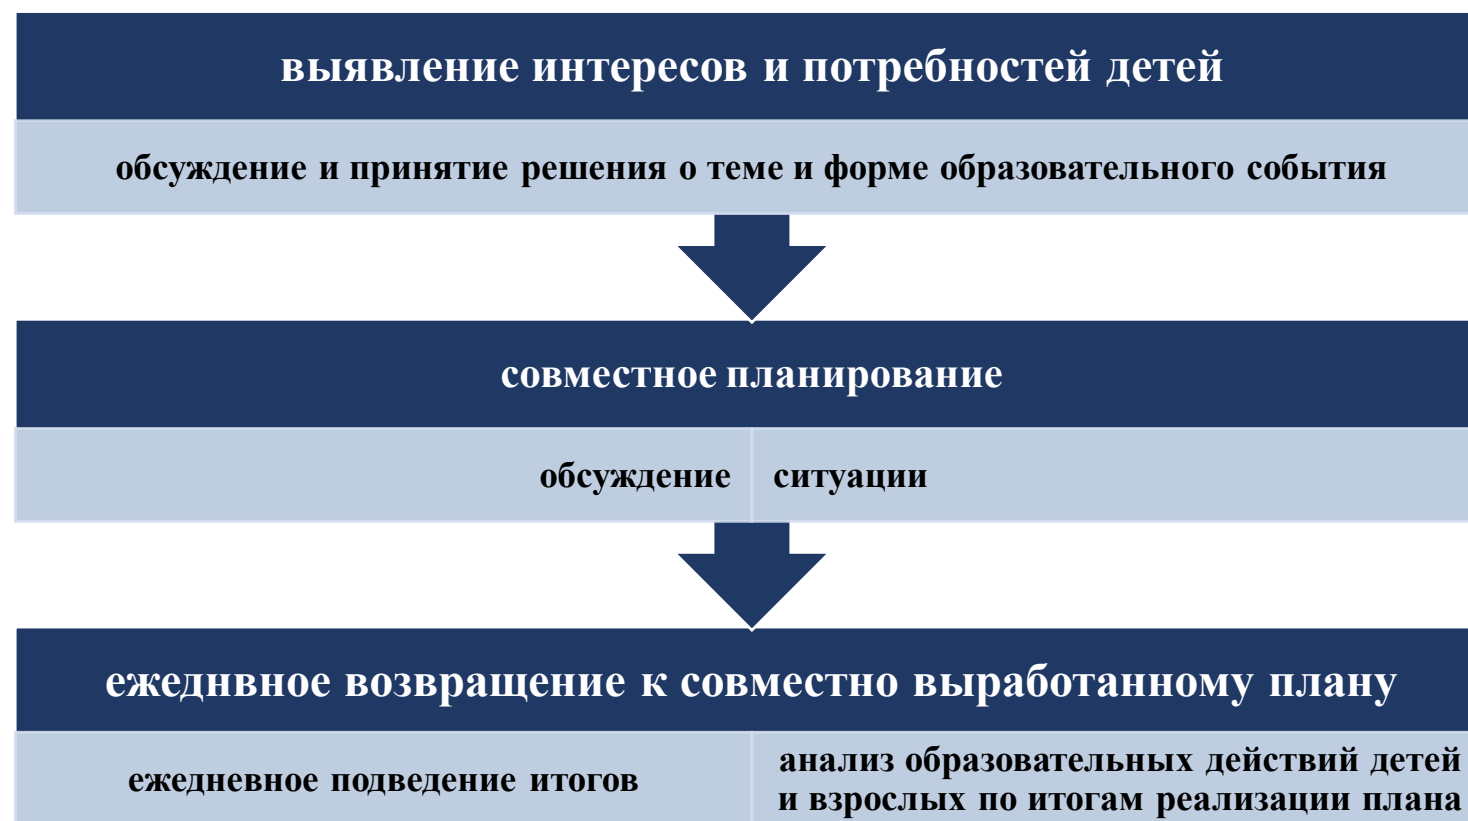 выявление интересов и потребностей детей
обсуждение и принятие решения о теме и форме образовательного события
совместное планирование
обсуждение
ситуации
ежеднвное возвращение к совместно выработанному плану
ежедневное подведение итогов
анализ образовательных действий детей
и взрослых по итогам реализации плана